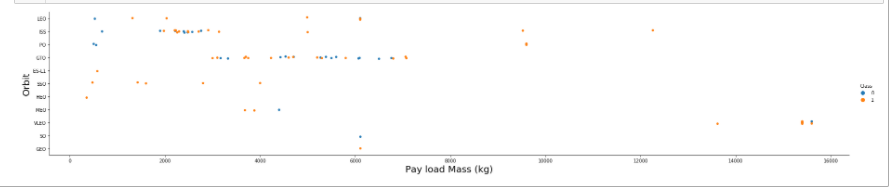 LEO
ISS
PO
GTO
ES-L1
SSO
HEO
MEO
VLEO
SO
GEO
Orbit
0
2000
4000
6000
8000
10000
12000
14000
16000
Pay load Mass (kg)
Class
0
1